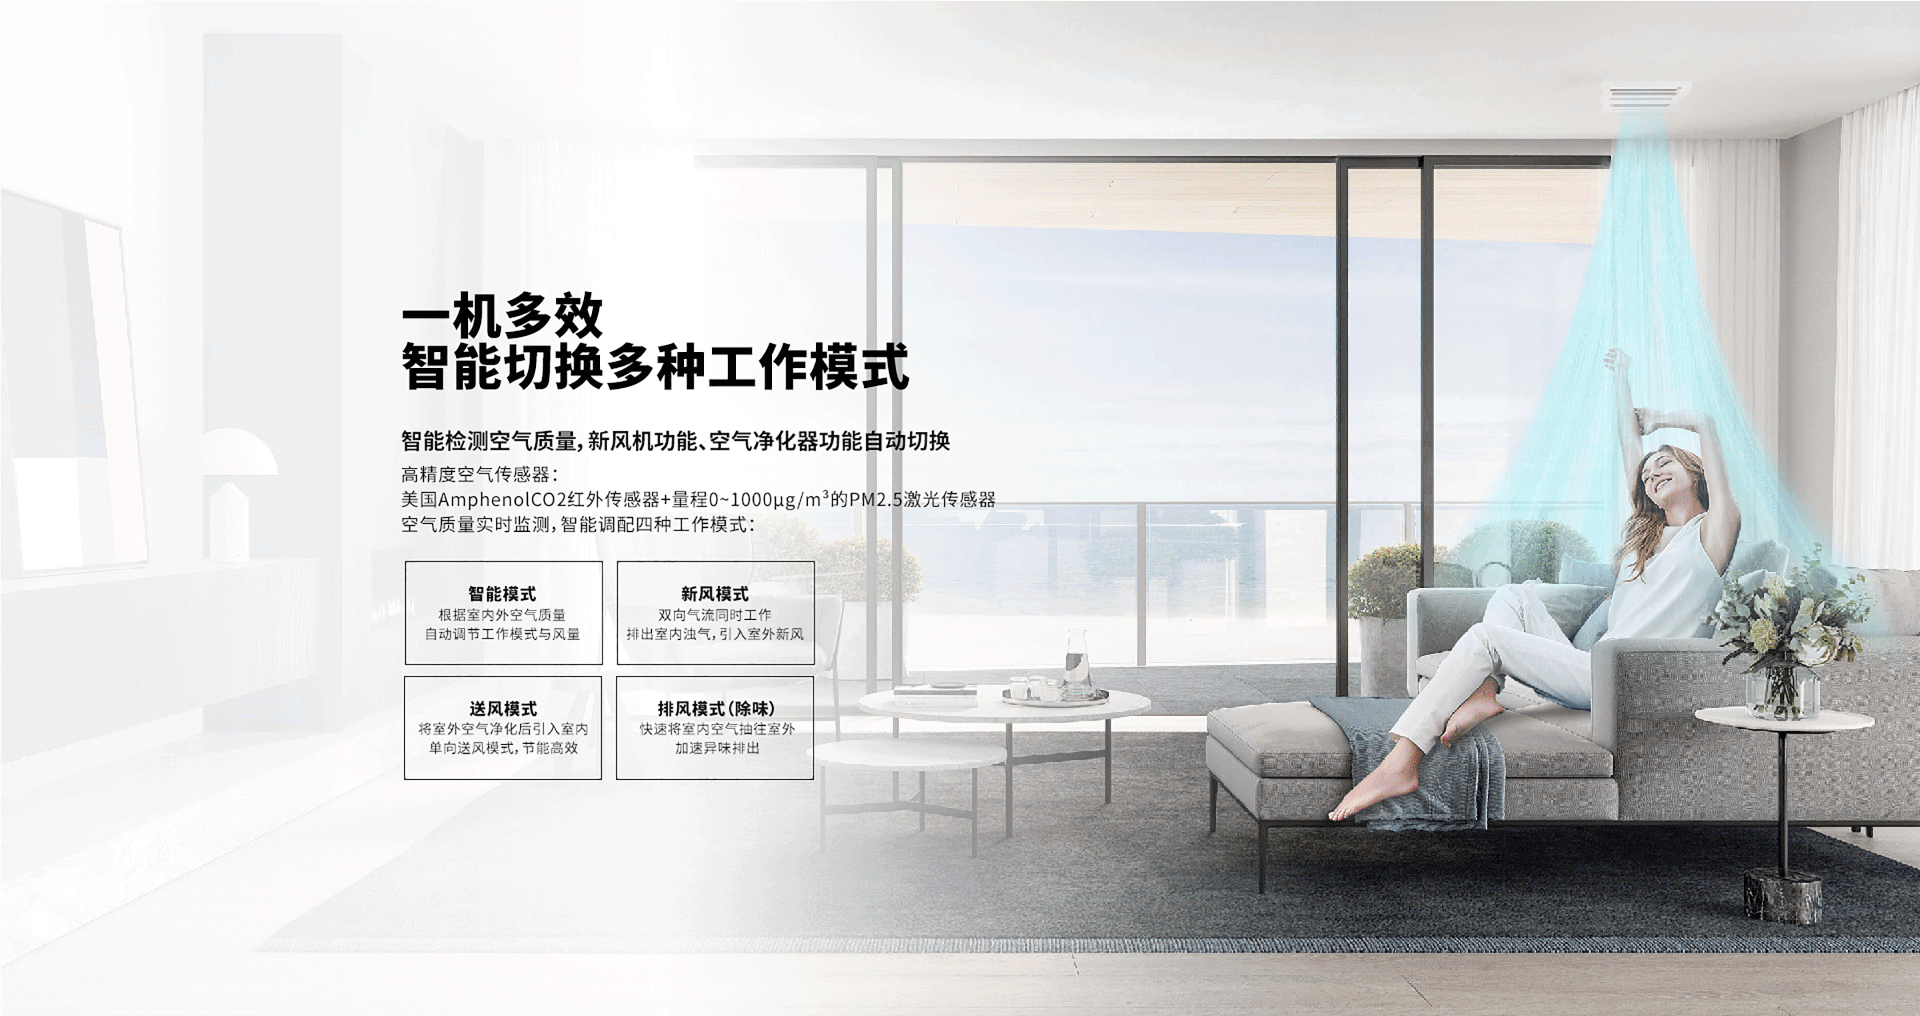 一机多效
智能切换多种工作模式
智能检测空气质量，新风机功能、空气净化器功能自动切换
高精度空气传感器：
美国AmphenolCO2红外传感器+量程0~1000μg/m³的PM2.5激光传感器
空气质量实时监测，智能调配四种工作模式：
智能模式
根据室内外空气质量
自动调节工作模式与风量
新风模式
双向气流同时工作
排出室内浊气，引入室外新风
送风模式
将室外空气净化后引入室内
单向送风模式，节能高效
排风模式（除味）
快速将室内空气抽往室外
加速异味排出